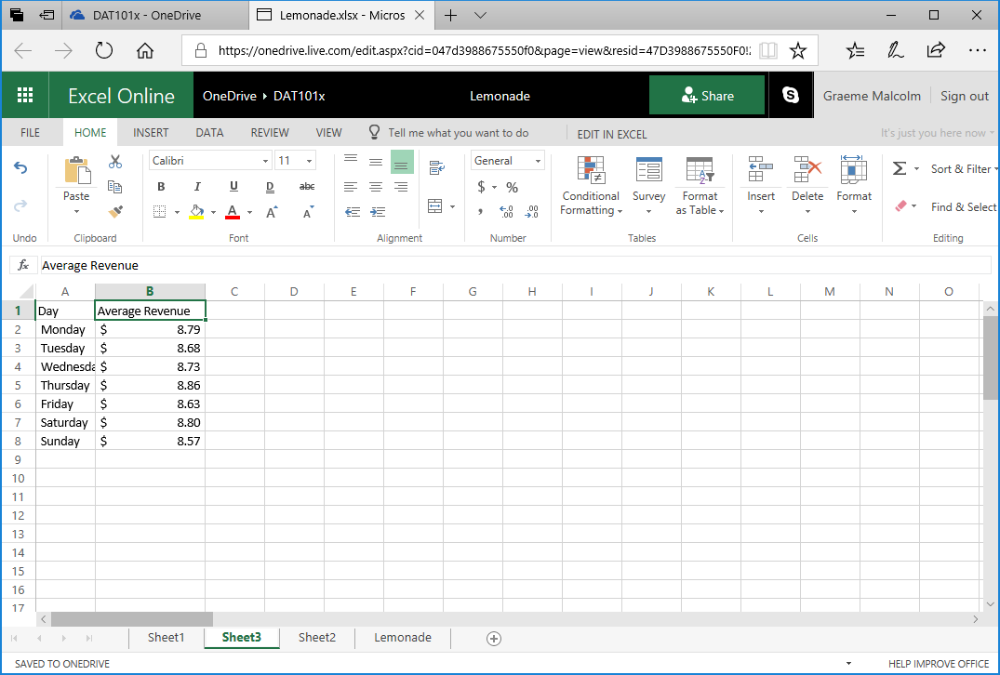 DAT101x - OneDrive
Lemonade.xlsx - Micros
https://onedrive.live.com/edit.aspx?cid=047d3988675550f0&page=view&resid=47D3988675550F0!
Excel Online
OneDrive DAT101x
Lemonade
Share
Graeme Malcolm
Sign out
FILE HOME INSERT DATA REVIEW VIEW Tell me what you want to do EDIT IN EXCEL It's just you here now
Calibri 11 General
Paste
B I U D abc
$ %
A A A
Conditional Formatting
Survey
Format as Table
Insert Delete Format
Σ Sort & Filter
Find & Select
Undo Clipboard Font Alignment Number Tables Cells Editing
fx Average Revenue
A B C D E F G H I J K L M N O
1 Day Average Revenue
2 Monday $ 8.79
3 Tuesday $ 8.68
4 Wednesda $ 8.73
5 Thursday $ 8.86
6 Friday $ 8.63
7 Saturday $ 8.80
8 Sunday $ 8.57
9
10
11
12
13
14
15
16
17
Sheet1 Sheet3 Sheet2 Lemonade
SAVED TO ONEDRIVE
HELP IMPROVE OFFICE